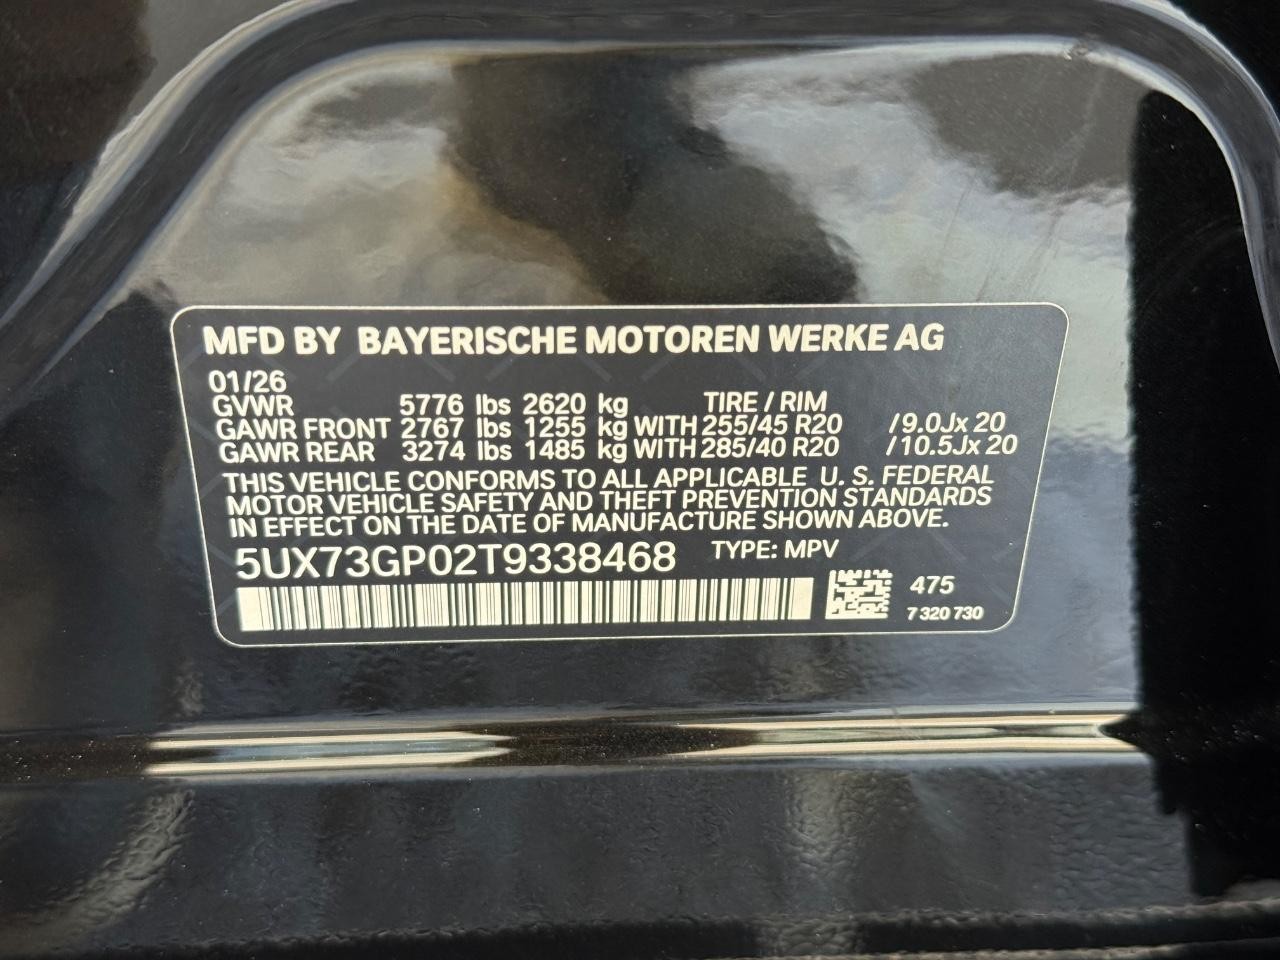 MFD BY BAYERISCHE MOTOREN WERKE AG
01/26
GVWR 5776 lbs 2620 kg TIRE / RIM
GAWR FRONT 2767 lbs 1255 kg WITH 255/45 R20 /9.0Jx 20
GAWR REAR 3274 lbs 1485 kg WITH 285/40 R20 /10.5Jx 20
THIS VEHICLE CONFORMS TO ALL APPLICABLE U. S. FEDERAL
MOTOR VEHICLE SAFETY AND THEFT PREVENTION STANDARDS
IN EFFECT ON THE DATE OF MANUFACTURE SHOWN ABOVE.
5UX73GP02T9338468 TYPE: MPV
475
7 320 730